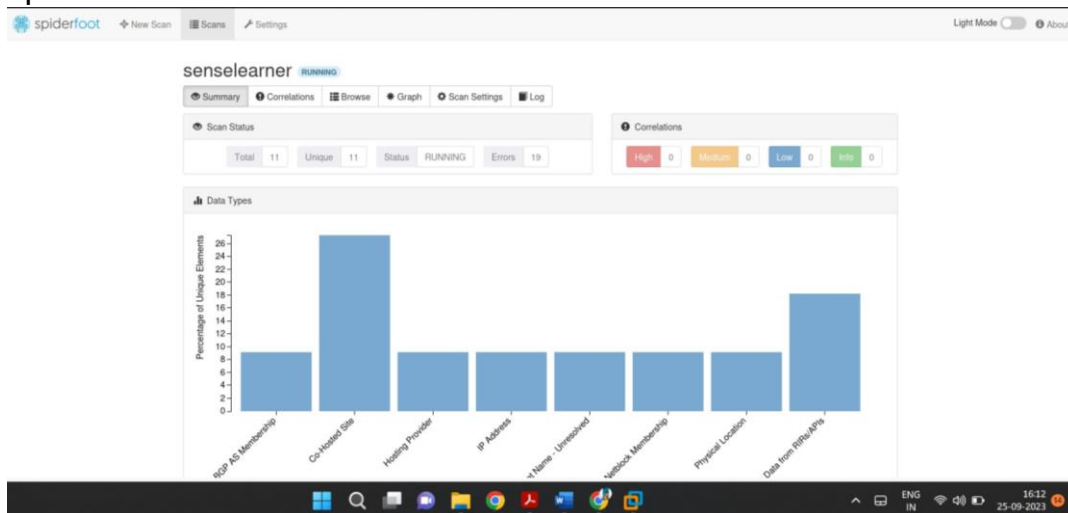 spiderfoot New Scan Scans Settings Light Mode About
senselearner RUNNING
Summary Correlations Browse Graph Scan Settings Log
Scan Status Correlations
Total 11 Unique 11 Status RUNNING Errors 19 High 0 Medium 0 Low 0 Info 0
Data Types
Percentage of Unique Elements
26
24
22
20
18
16
14
12
10
8
6
4
2
0
BGP AS Membership
Co-Hosted Site
Hosting Provider
IP Address
Name - Unresolved
Netblock Membership
Physical Location
Data from RIRs/APIs
ENG 16:12
IN 25-09-2023